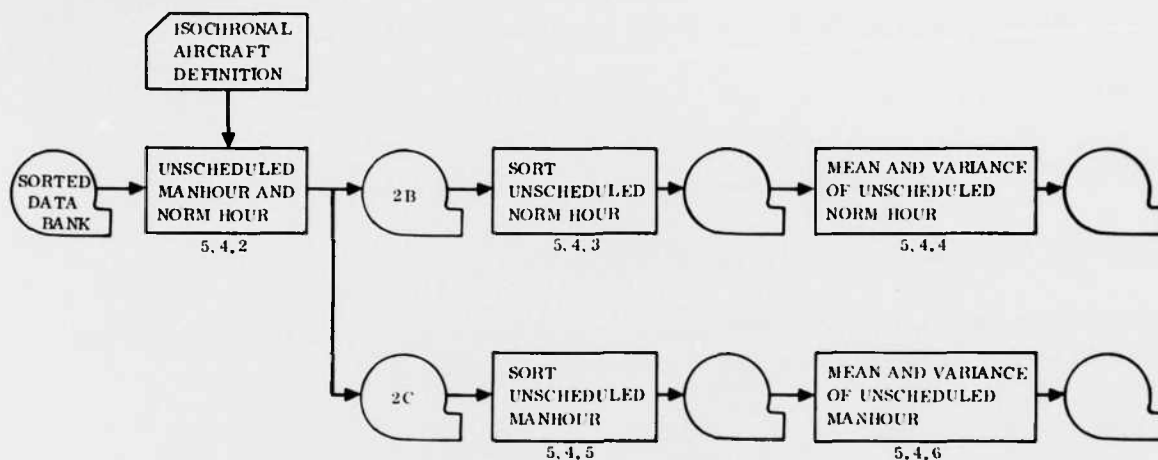 ISOCHRONAL
AIRCRAFT
DEFINITION
SORTED
DATA
BANK
UNSCHEDULED
MANHOUR AND
NORM HOUR
5.4.2
2B
SORT
UNSCHEDULED
NORM HOUR
5.4.3
MEAN AND VARIANCE
OF UNSCHEDULED
NORM HOUR
5.4.4
2C
SORT
UNSCHEDULED
MANHOUR
5.4.5
MEAN AND VARIANCE
OF UNSCHEDULED
MANHOUR
5.4.6